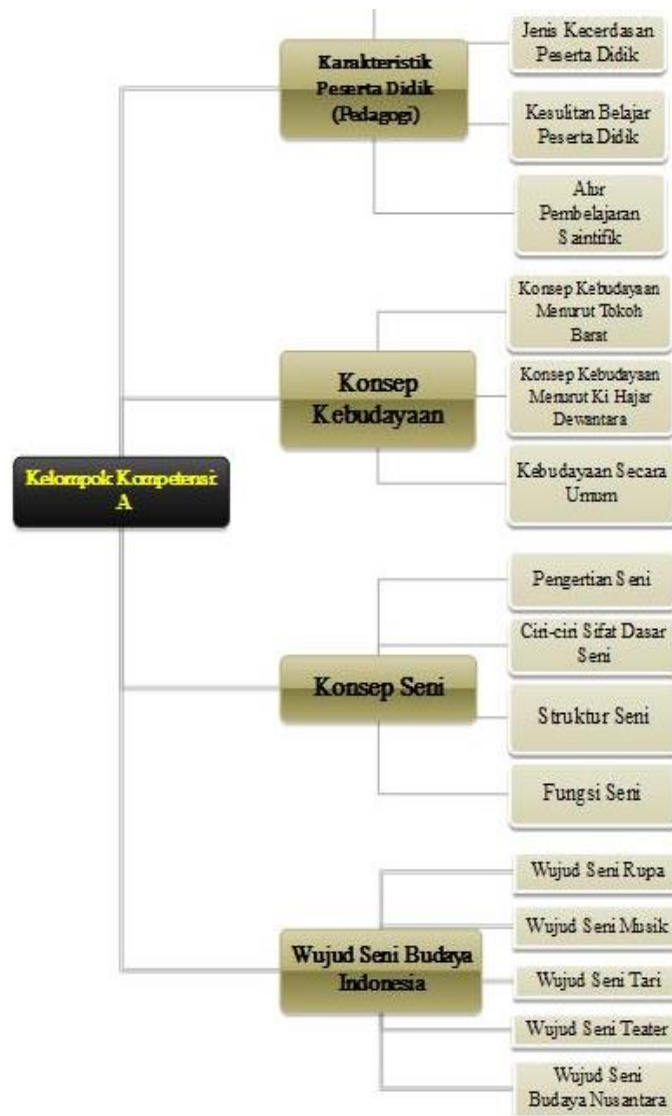 Jenis Kecerdasan
Peserta Didik
Karakteristik
Peserta Didik
(Pedagogi)
Kesulitan Belajar
Peserta Didik
Alur
Pembelajaran
Saintifik
Konsep Kebudayaan
Menurut Tokoh
Barat
Konsep
Kebudayaan
Konsep Kebudayaan
Menurut Ki Hajar
Dewantara
Kebudayaan Secara
Umum
Kelompok Kompetensi
A
Pengertian Seni
Ciri-ciri Sifat Dasar
Seni
Konsep Seni
Struktur Seni
Fungsi Seni
Wujud Seni Rupa
Wujud Seni Musik
Wujud Seni Budaya
Indonesia
Wujud Seni Tari
Wujud Seni Teater
Wujud Seni
Budaya Nusantara